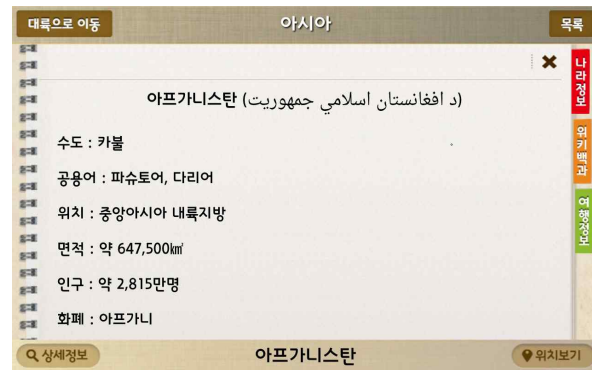 대륙으로 이동
아시아
목록
아프가니스탄 (د افغانستان اسلامي جمهوريت)
수도 : 카불
공용어 : 파슈토어, 다리어
위치 : 중앙아시아 내륙지방
면적 : 약 647,500㎢
인구 : 약 2,815만명
화폐 : 아프가니
나라정보
위키백과
여행정보
상세정보
아프가니스탄
위치보기